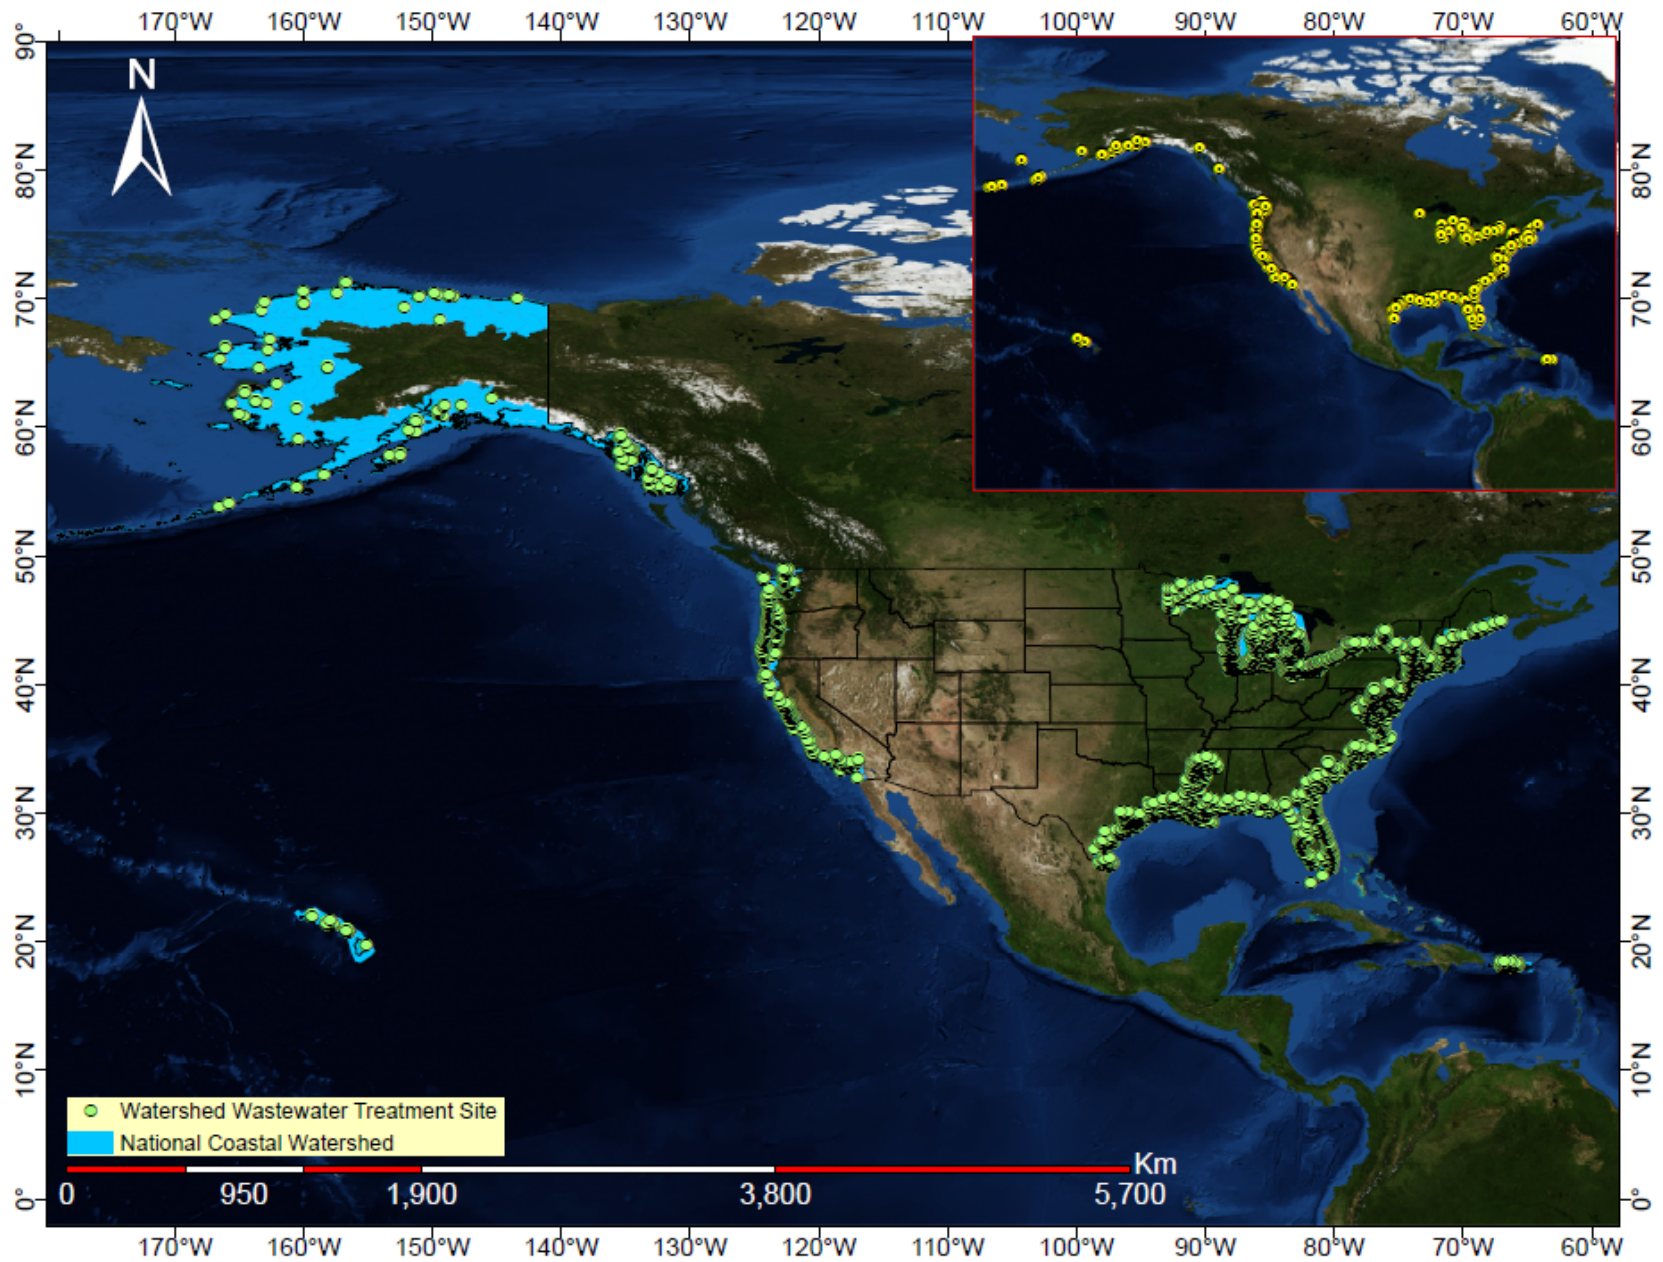 170°W 160°W 150°W 140°W 130°W 120°W 110°W 100°W 90°W 80°W 70°W 60°W
90°
N
80°N 80°N
70°N 70°N
60°N 60°N
50°N 50°N
40°N 40°N
30°N 30°N
20°N 20°N
10°N 10°N
Watershed Wastewater Treatment Site
National Coastal Watershed
Km
0 950 1,900 3,800 5,700
0° 0°
170°W 160°W 150°W 140°W 130°W 120°W 110°W 100°W 90°W 80°W 70°W 60°W